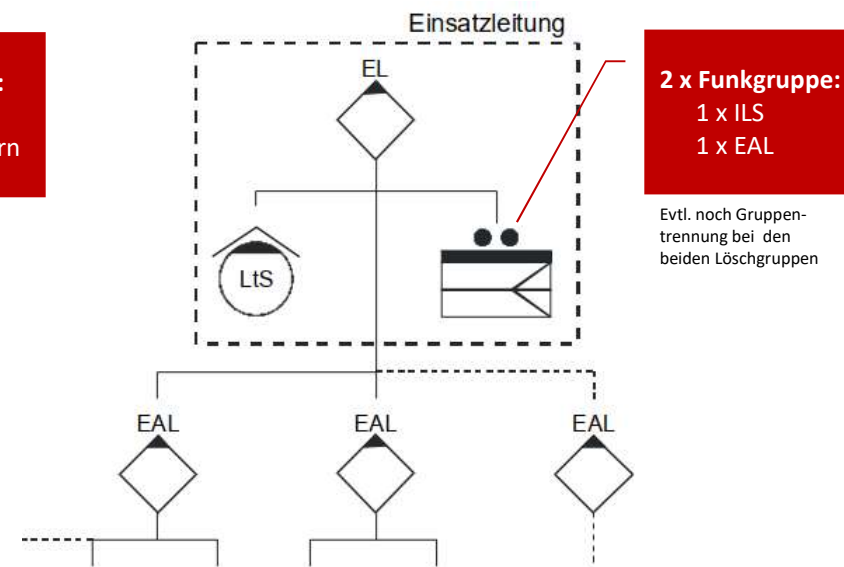 Einsatzleitung
:
rn
EL
2 x Funkgruppe:
1 x ILS
1 x EAL
Evtl. noch Gruppen-
trennung bei den
beiden Löschgruppen
LtS
EAL
EAL
EAL